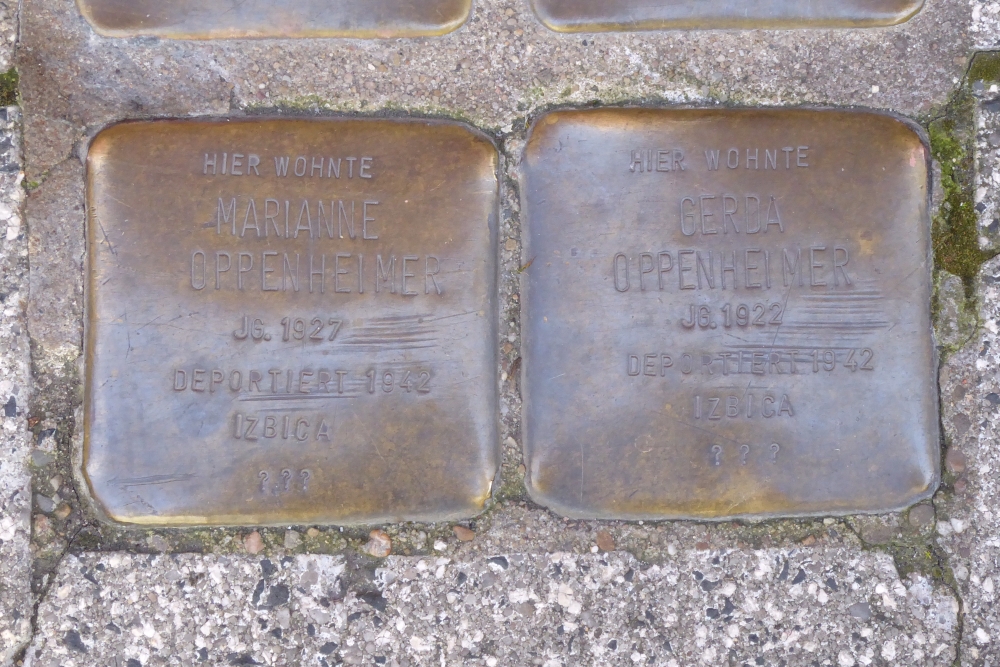 HIER WOHNTE
MARIANNE
OPPENHEIMER
JG. 1927
DEPORTIERT 1942
IZBICA
???
HIER WOHNTE
GERDA
OPPENHEIMER
JG. 1922
DEPORTIERT 1942
IZBICA
? ? ?